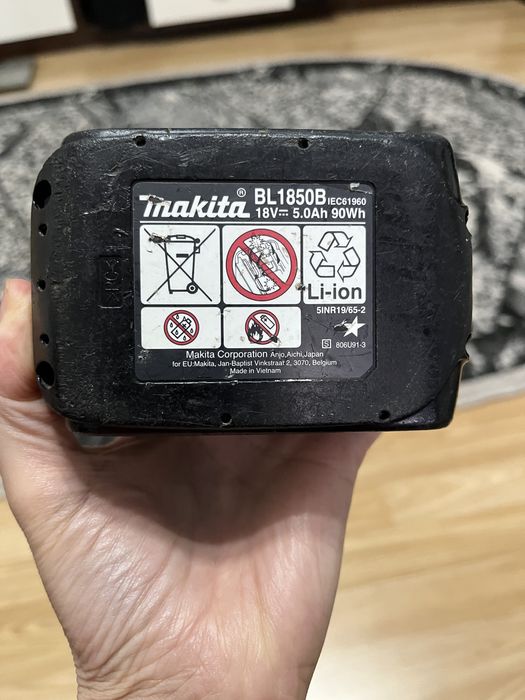 makita® BL1850B IEC61960
18V⎓ 5.0Ah 90Wh
Li-ion
5INR19/65-2
S 806U91-3
Makita Corporation Anjo,Aichi,Japan
for EU:Makita, Jan-Baptist Vinkstraat 2, 3070, Belgium
Made in Vietnam